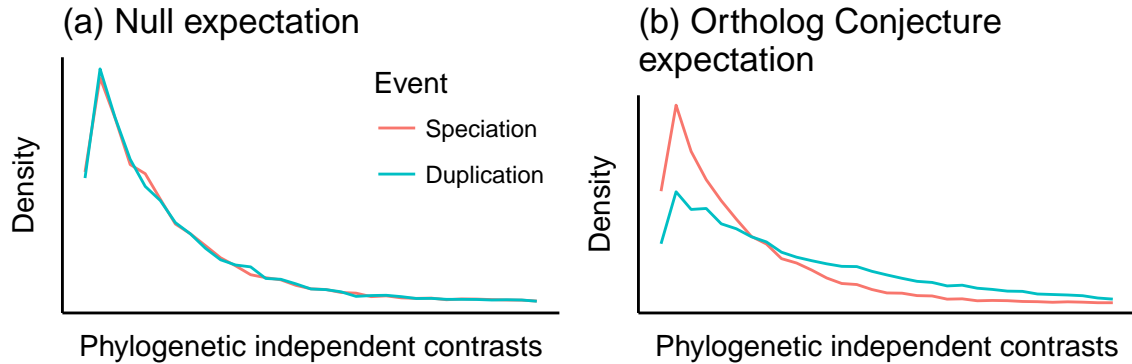 (a) Null expectation
Density
Event
Speciation
Duplication
Phylogenetic independent contrasts
(b) Ortholog Conjecture
expectation
Density
Phylogenetic independent contrasts